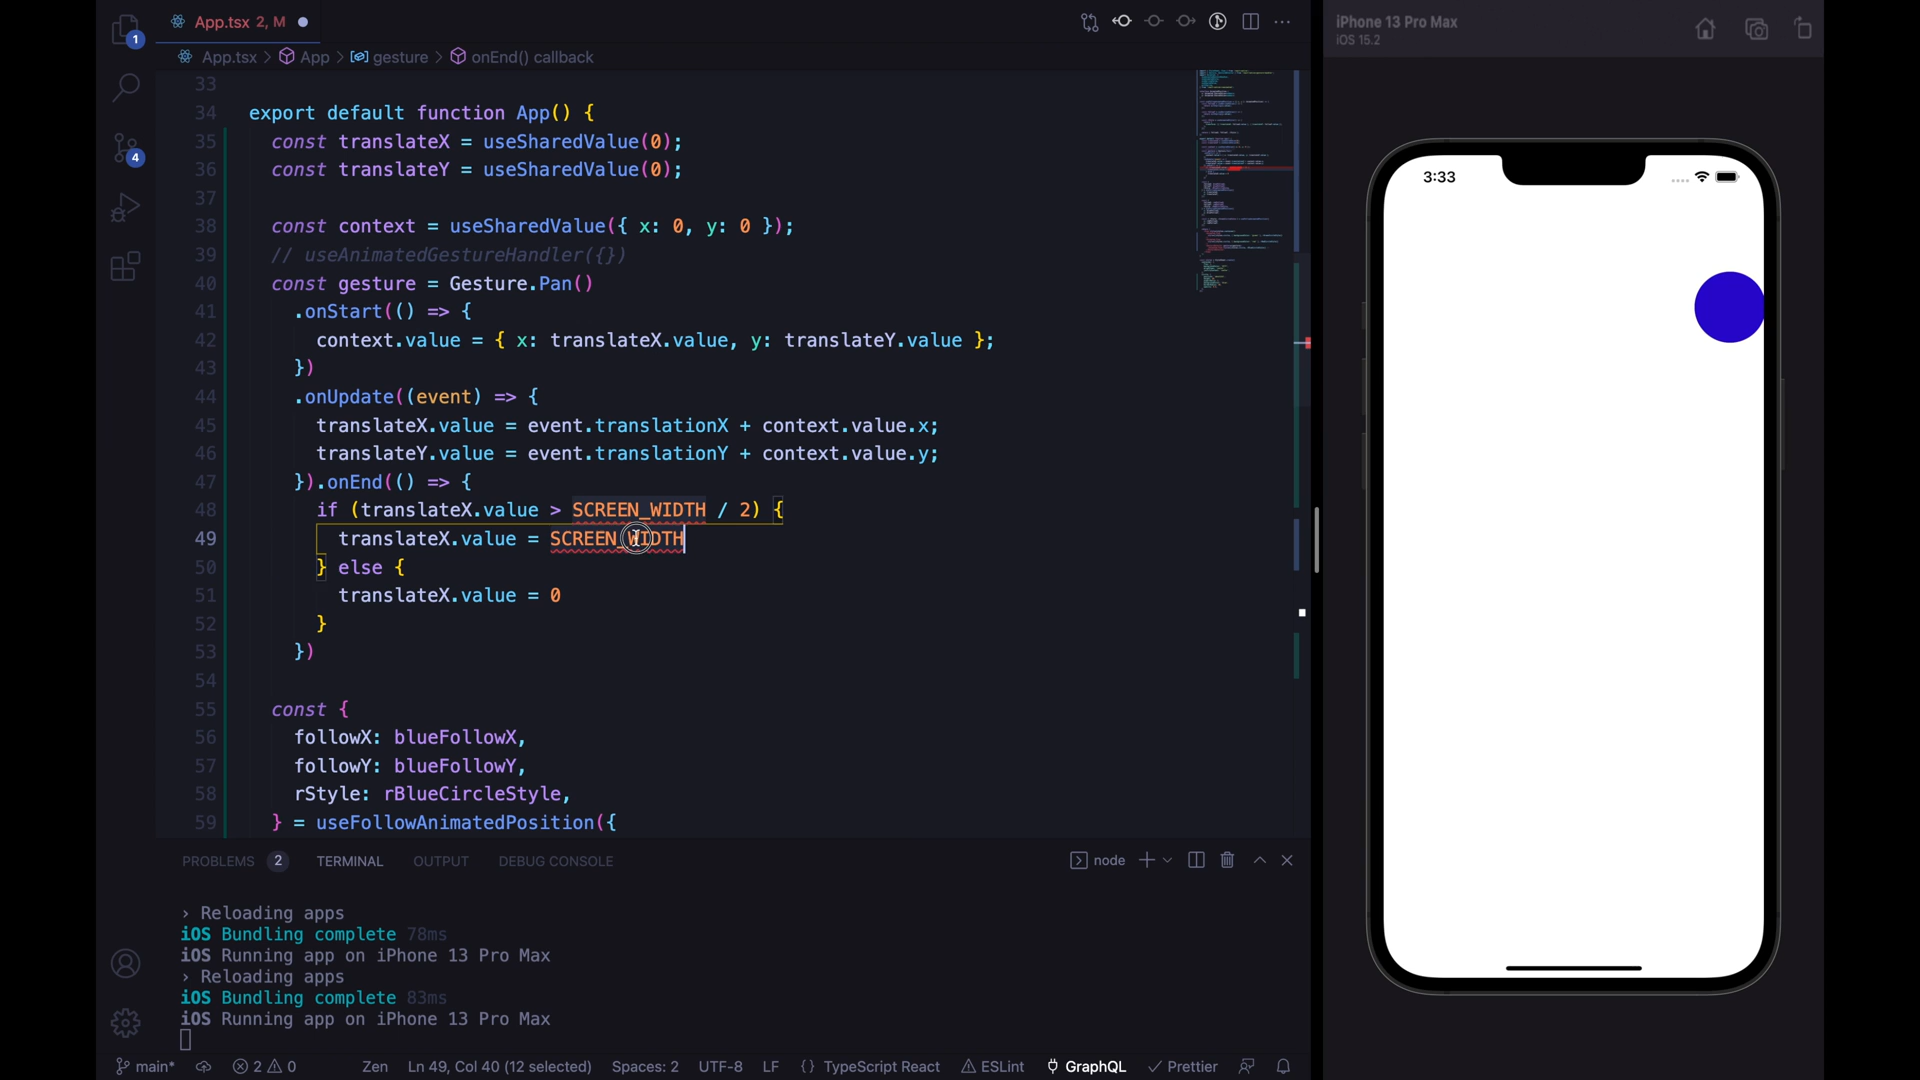 App.tsx 2, M
iPhone 13 Pro Max
iOS 15.2
1
App.tsx > App > gesture > onEnd() callback
33
34 export default function App() {
35 const translateX = useSharedValue(0);
36 const translateY = useSharedValue(0);
37
38 const context = useSharedValue({ x: 0, y: 0 });
39 // useAnimatedGestureHandler({})
40 const gesture = Gesture.Pan()
41 .onStart(() => {
42 context.value = { x: translateX.value, y: translateY.value };
43 })
44 .onUpdate((event) => {
45 translateX.value = event.translationX + context.value.x;
46 translateY.value = event.translationY + context.value.y;
47 }).onEnd(() => {
48 if (translateX.value > SCREEN_WIDTH / 2) {
49 translateX.value = SCREEN_WIDTH
50 } else {
51 translateX.value = 0
52 }
53 })
54
55 const {
56 followX: blueFollowX,
57 followY: blueFollowY,
58 rStyle: rBlueCircleStyle,
59 } = useFollowAnimatedPosition({
4
3:33
PROBLEMS 2 TERMINAL OUTPUT DEBUG CONSOLE
node
› Reloading apps
iOS Bundling complete 78ms
iOS Running app on iPhone 13 Pro Max
› Reloading apps
iOS Bundling complete 83ms
iOS Running app on iPhone 13 Pro Max
main* 2 0 Zen Ln 49, Col 40 (12 selected) Spaces: 2 UTF-8 LF {} TypeScript React ESLint GraphQL Prettier